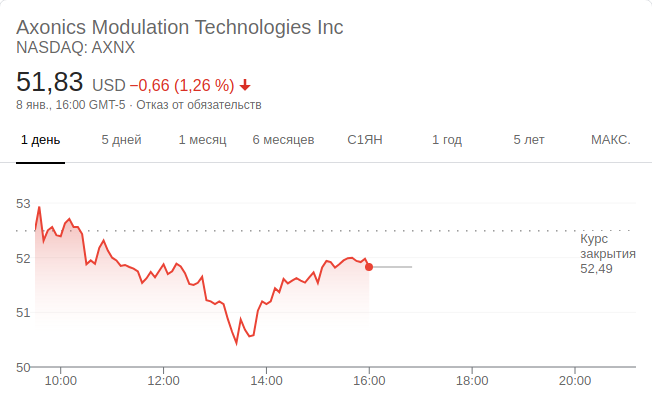 Axonics Modulation Technologies Inc
NASDAQ: AXNX
51,83 USD −0,66 (1,26 %)
8 янв., 16:00 GMT-5 · Отказ от обязательств
1 день 5 дней 1 месяц 6 месяцев С1ЯН 1 год 5 лет МАКС.
53
Курс
закрытия
52,49
52
51
50
10:00 12:00 14:00 16:00 18:00 20:00